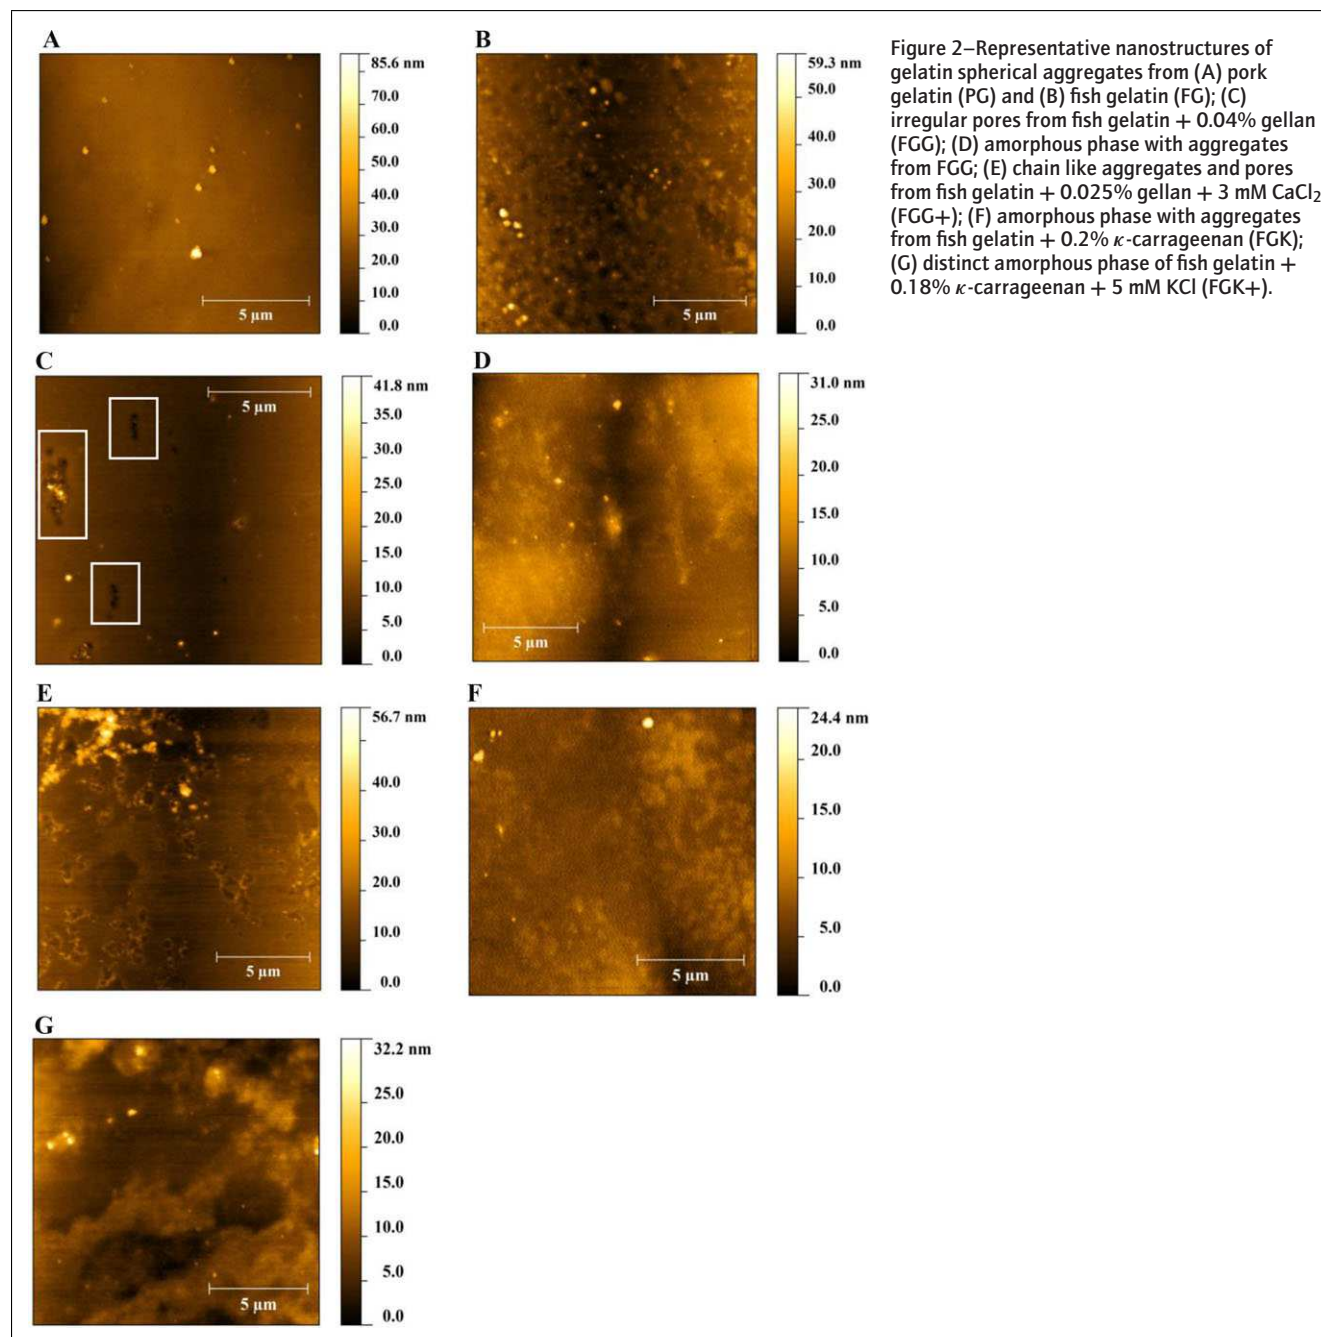 A
85.6 nm
70.0
60.0
50.0
40.0
30.0
20.0
10.0
0.0
5 µm
B
59.3 nm
50.0
40.0
30.0
20.0
10.0
0.0
5 µm
Figure 2–Representative nanostructures of
gelatin spherical aggregates from (A) pork
gelatin (PG) and (B) fish gelatin (FG); (C)
irregular pores from fish gelatin + 0.04% gellan
(FGG); (D) amorphous phase with aggregates
from FGG; (E) chain like aggregates and pores
from fish gelatin + 0.025% gellan + 3 mM CaCl₂
(FGG+); (F) amorphous phase with aggregates
from fish gelatin + 0.2% κ-carrageenan (FGK);
(G) distinct amorphous phase of fish gelatin +
0.18% κ-carrageenan + 5 mM KCl (FGK+).
C
41.8 nm
35.0
30.0
25.0
20.0
15.0
10.0
5.0
0.0
5 µm
D
31.0 nm
25.0
20.0
15.0
10.0
5.0
0.0
5 µm
E
56.7 nm
40.0
30.0
20.0
10.0
0.0
5 µm
F
24.4 nm
20.0
15.0
10.0
5.0
0.0
5 µm
G
32.2 nm
25.0
20.0
15.0
10.0
5.0
0.0
5 µm